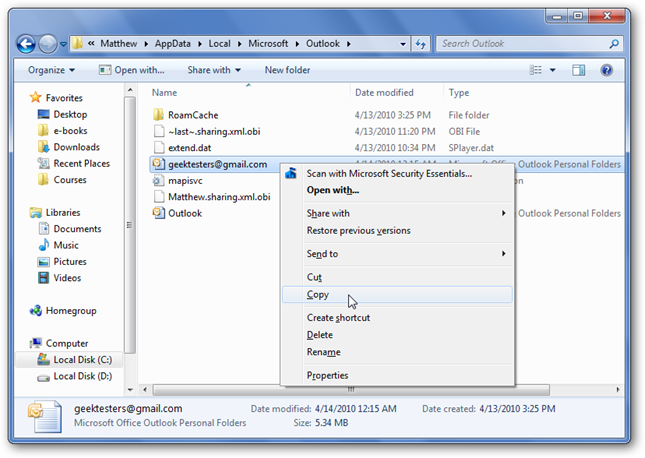 « Matthew ▸ AppData ▸ Local ▸ Microsoft ▸ Outlook ▸
Search Outlook
Organize ▾ Open with... Share with ▾ New folder
Favorites
Desktop
e-books
Downloads
Recent Places
Courses
Libraries
Documents
Music
Pictures
Videos
Homegroup
Computer
Local Disk (C:)
Local Disk (D:)
Name Date modified Type
RoamCache 4/13/2010 3:25 PM File folder
~last~.sharing.xml.obi 4/13/2010 11:20 PM OBI File
extend.dat 4/13/2010 10:34 PM SPlayer.dat
geektesters@gmail.com Outlook Personal Folders
mapisvc
Matthew.sharing.xml.obi
Outlook Outlook Personal Folders
Scan with Microsoft Security Essentials...
Open with...
Share with
Restore previous versions
Send to
Cut
Copy
Create shortcut
Delete
Rename
Properties
geektesters@gmail.com Date modified: 4/14/2010 12:15 AM Date created: 4/13/2010 3:25 PM
Microsoft Office Outlook Personal Folders Size: 5.34 MB